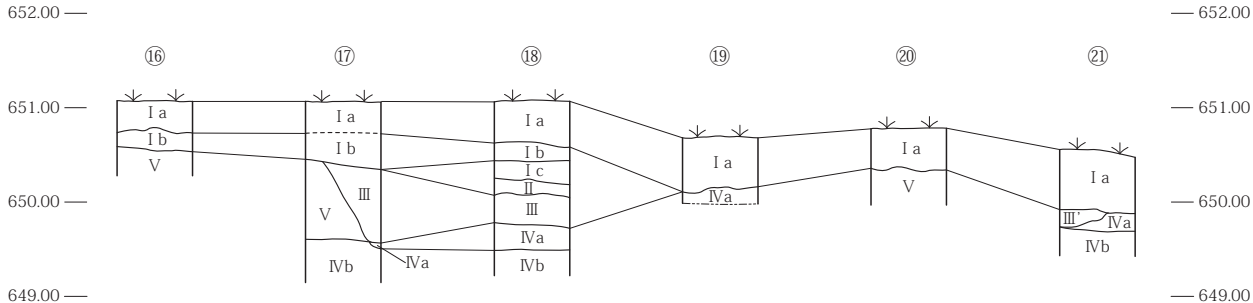 652.00 652.00
⑯ ⑰ ⑱ ⑲ ⑳ ㉑
651.00 651.00
Ⅰa Ⅰa Ⅰa Ⅰa Ⅰa Ⅰa
Ⅰb Ⅰb Ⅰb
Ⅴ Ⅰc Ⅴ
Ⅱ
650.00 650.00
Ⅴ Ⅲ Ⅲ Ⅳa Ⅲ' Ⅳa
Ⅳa Ⅳb
Ⅳb Ⅳa Ⅳb
649.00 649.00